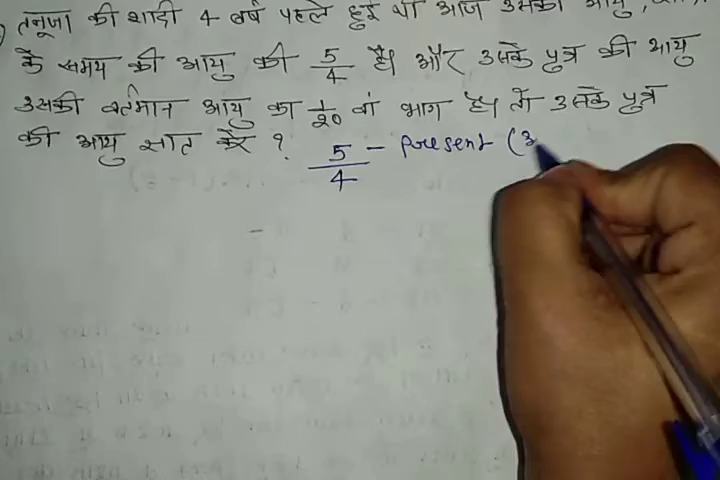 तनूजा की शादी 4 वर्ष पहले हुई थी आज उसकी आयु,
के समय की आयु की 5/4 है। और उसके पुत्र की आयु
उसकी वर्तमान आयु का 1/20 वां भाग है। तो उसके पुत्र
की आयु ज्ञात करे ?
5/4 - present (